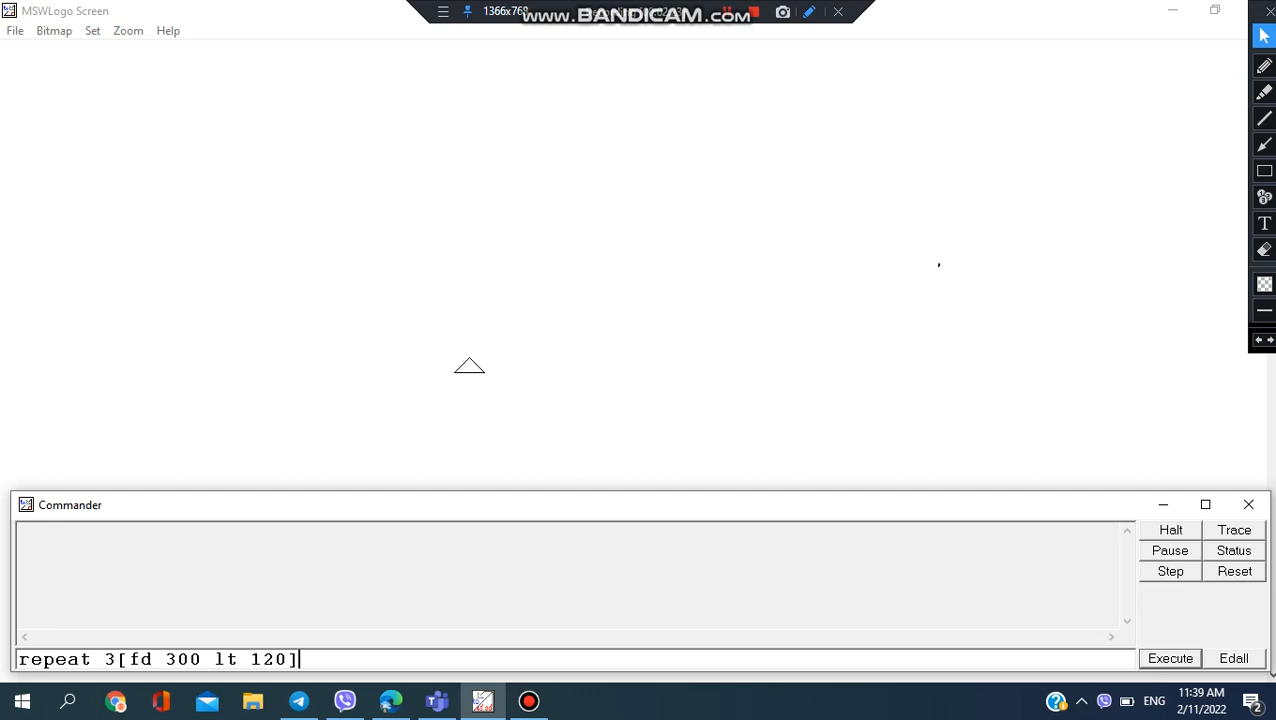 MSWLogo Screen
1366x768
www.BANDICAM.com
File Bitmap Set Zoom Help
T
Commander
Halt Trace
Pause Status
Step Reset
repeat 3[fd 300 lt 120]
Execute Edall
ENG
11:39 AM
2/11/2022
2